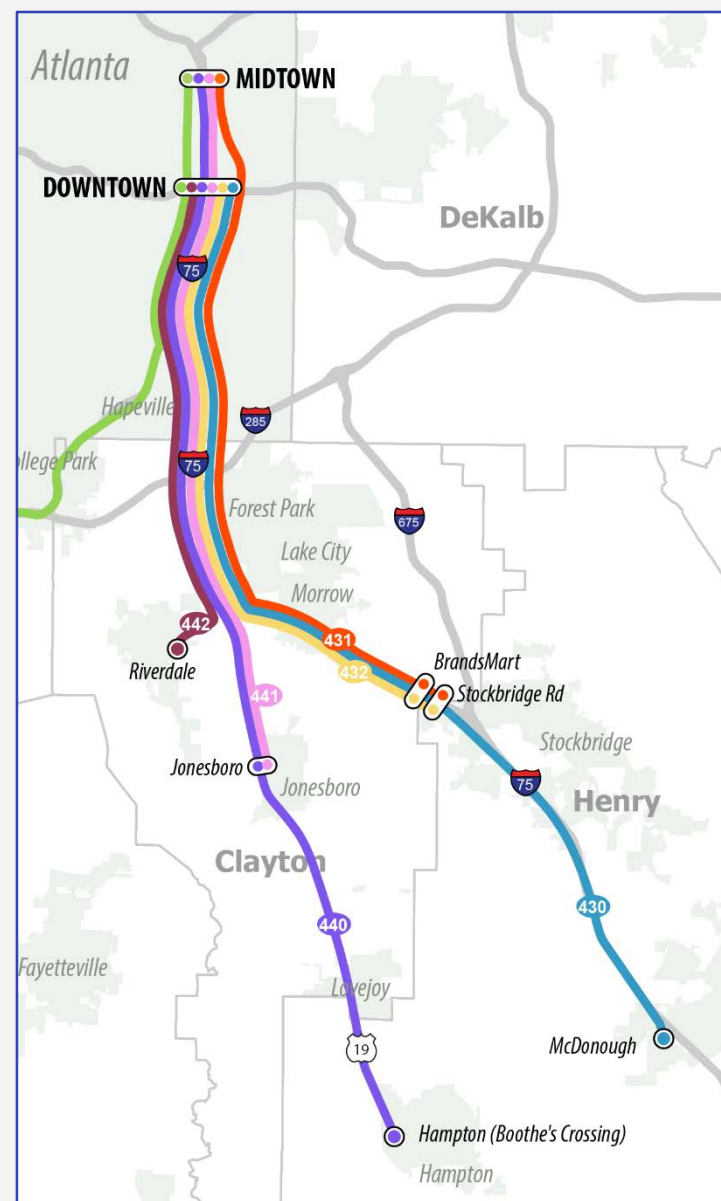 Atlanta
MIDTOWN
DOWNTOWN
DeKalb
75
Hapeville
285
ollege Park
75
Forest Park
675
Lake City
Morrow
442
431
432
Riverdale
BrandsMart
Stockbridge Rd
441
Stockbridge
Jonesboro
Jonesboro
75
Henry
Clayton
440
430
Fayetteville
Lovejoy
19
McDonough
Hampton (Boothe's Crossing)
Hampton